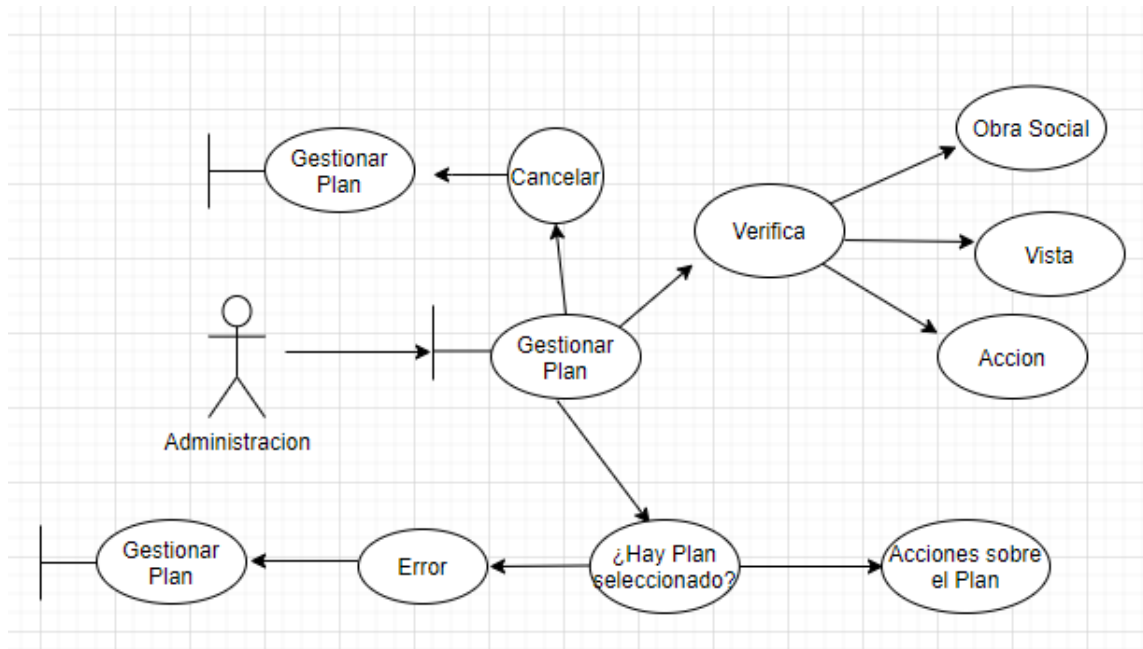 Obra Social
Gestionar
Plan
Cancelar
Verifica
Vista
Gestionar
Plan
Accion
Administracion
Gestionar
Plan
Error
¿Hay Plan
seleccionado?
Acciones sobre
el Plan